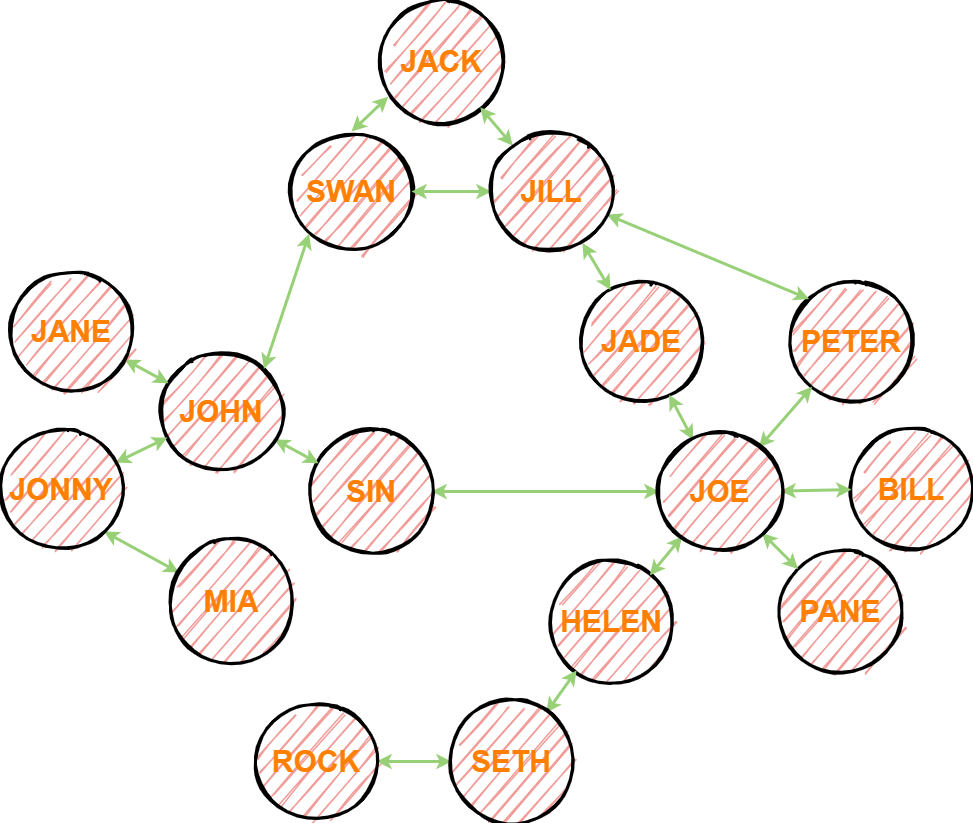 JACK
SWAN
JILL
JANE
JADE
PETER
JOHN
JONNY
SIN
JOE
BILL
MIA
HELEN
PANE
ROCK
SETH